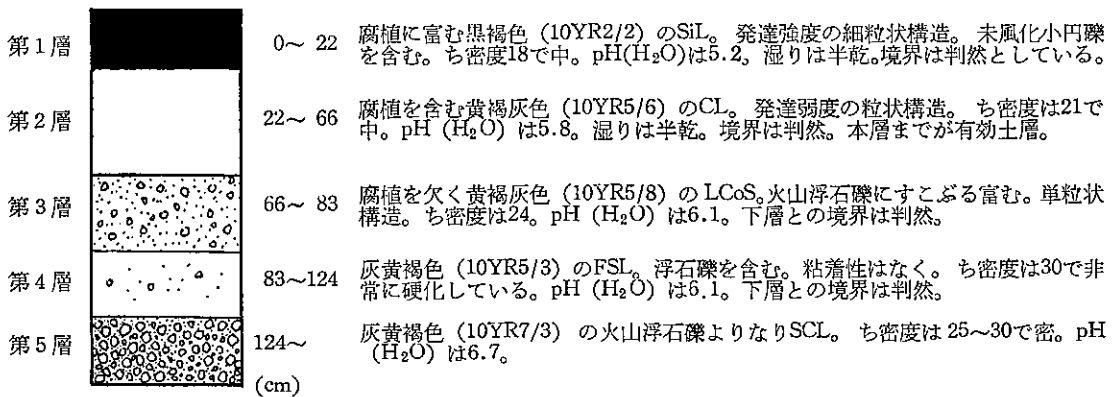 第1層 0～ 22 腐植に富む黒褐色 (10YR2/2) のSiL。発達強度の細粒状構造。未風化小円礫
を含む。ち密度18で中。pH(H₂O)は5.2。湿りは半乾。境界は判然としている。
第2層 22～ 66 腐植を含む黄褐灰色 (10YR5/6) のCL。発達弱度の粒状構造。ち密度は21で
中。pH (H₂O) は5.8。湿りは半乾。境界は判然。本層までが有効土層。
第3層 66～ 83 腐植を欠く黄褐灰色 (10YR5/8) の LCoS。火山浮石礫にすこぶる富む。単粒状
構造。ち密度は24。pH (H₂O) は6.1。下層との境界は判然。
第4層 83～124 灰黄褐色 (10YR5/3) のFSL。浮石礫を含む。粘着性はなく。ち密度は30で非
常に硬化している。pH (H₂O) は6.1。下層との境界は判然。
第5層 124～ 灰黄褐色 (10YR7/3) の火山浮石礫よりなりSCL。ち密度は 25～30で密。pH
(H₂O) は6.7。
(cm)